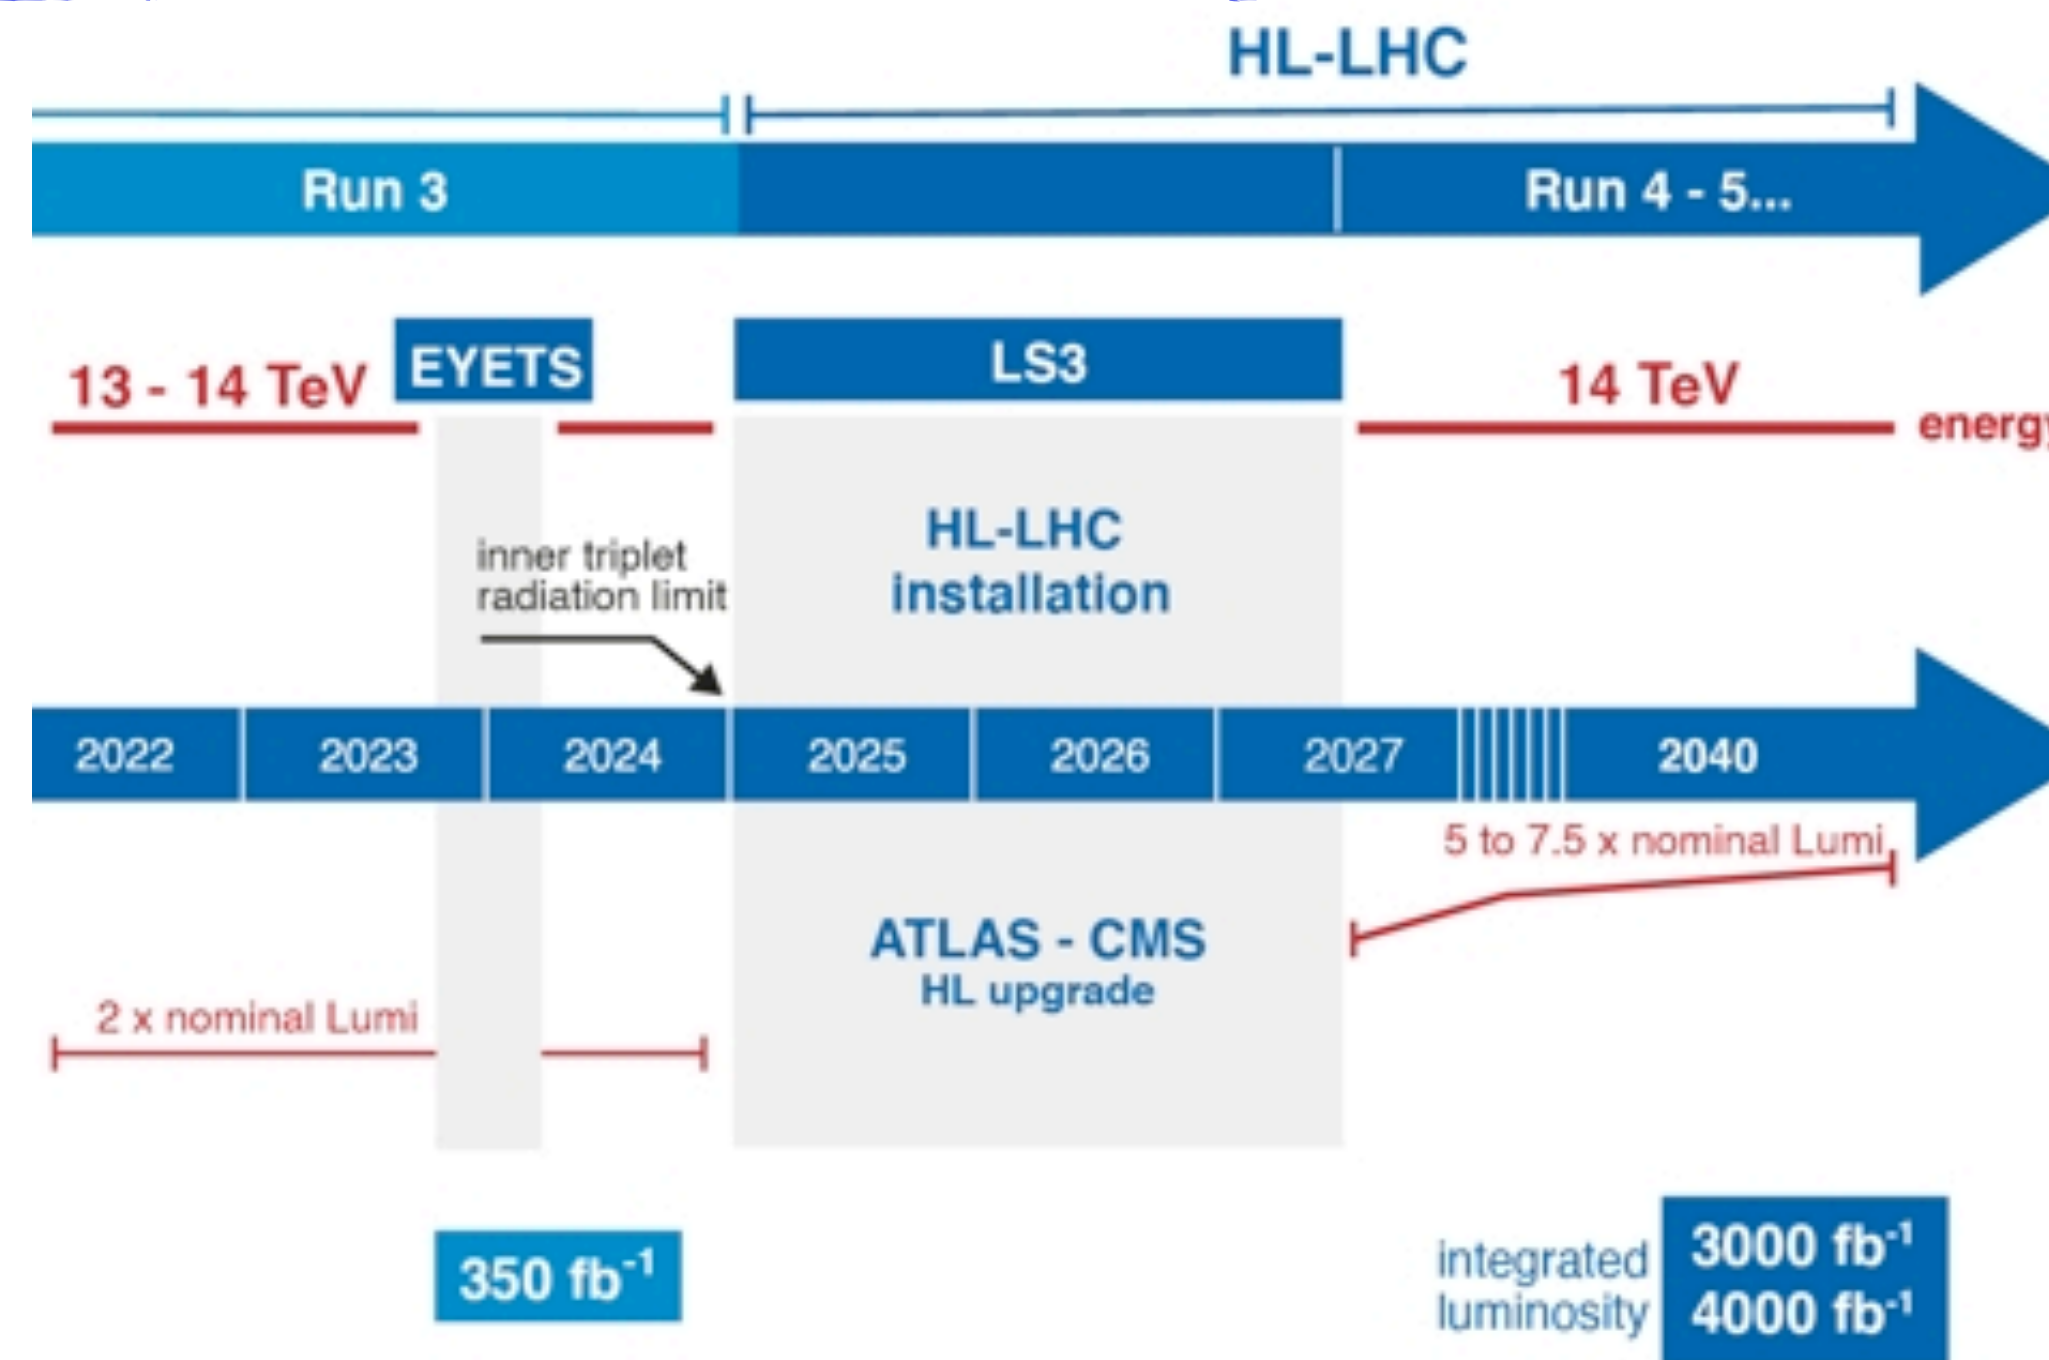 HL-LHC
Run 3
Run 4 - 5...
EYETS
LS3
13 - 14 TeV
14 TeV
energy
HL-LHC
installation
inner triplet
radiation limit
2022
2023
2024
2025
2026
2027
2040
5 to 7.5 x nominal Lumi
ATLAS - CMS
HL upgrade
2 x nominal Lumi
350 fb⁻¹
integrated
luminosity
3000 fb⁻¹
4000 fb⁻¹